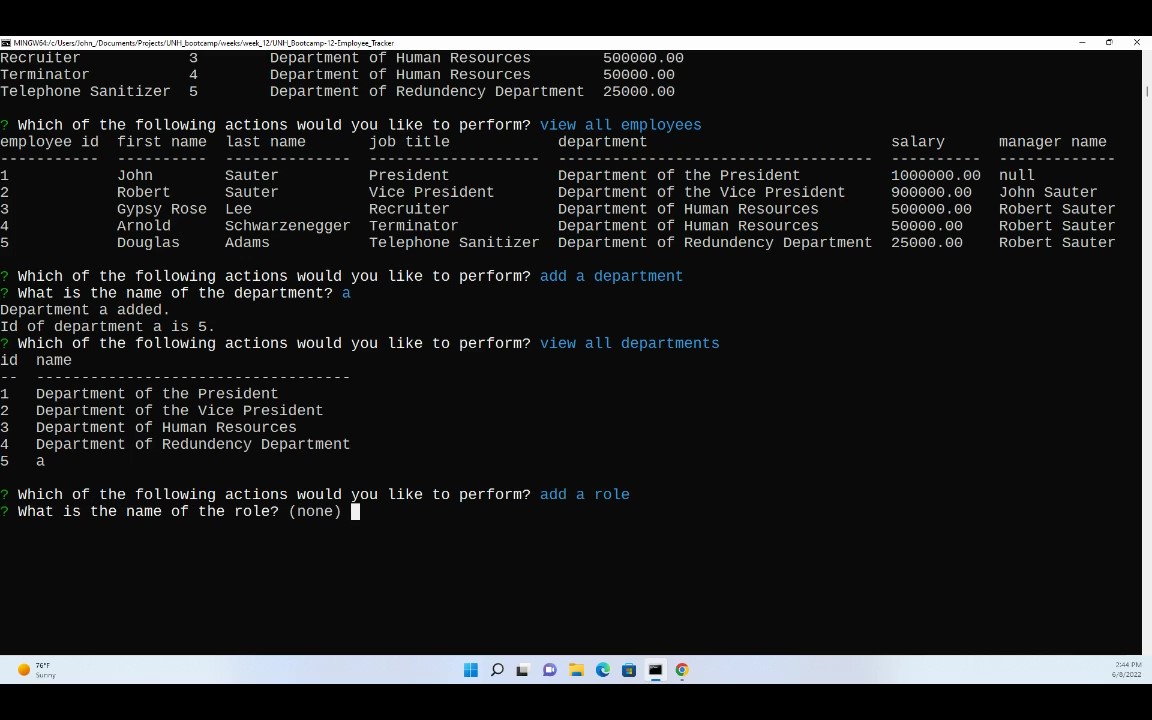 MINGW64:/c/Users/John_/Documents/Projects/UNH_bootcamp/weeks/week_12/UNH_Bootcamp-12-Employee_Tracker
Recruiter 3 Department of Human Resources 500000.00
Terminator 4 Department of Human Resources 50000.00
Telephone Sanitizer 5 Department of Redundency Department 25000.00
? Which of the following actions would you like to perform? view all employees
employee id first name last name job title department salary manager name
----------- ---------- -------------- ------------------- ----------------------------------- ---------- -------------
1 John Sauter President Department of the President 1000000.00 null
2 Robert Sauter Vice President Department of the Vice President 900000.00 John Sauter
3 Gypsy Rose Lee Recruiter Department of Human Resources 500000.00 Robert Sauter
4 Arnold Schwarzenegger Terminator Department of Human Resources 50000.00 Robert Sauter
5 Douglas Adams Telephone Sanitizer Department of Redundency Department 25000.00 Robert Sauter
? Which of the following actions would you like to perform? add a department
? What is the name of the department? a
Department a added.
Id of department a is 5.
? Which of the following actions would you like to perform? view all departments
id name
-- -----------------------------------
1 Department of the President
2 Department of the Vice President
3 Department of Human Resources
4 Department of Redundency Department
5 a
? Which of the following actions would you like to perform? add a role
? What is the name of the role? (none)
76°F
Sunny
2:44 PM
6/8/2022